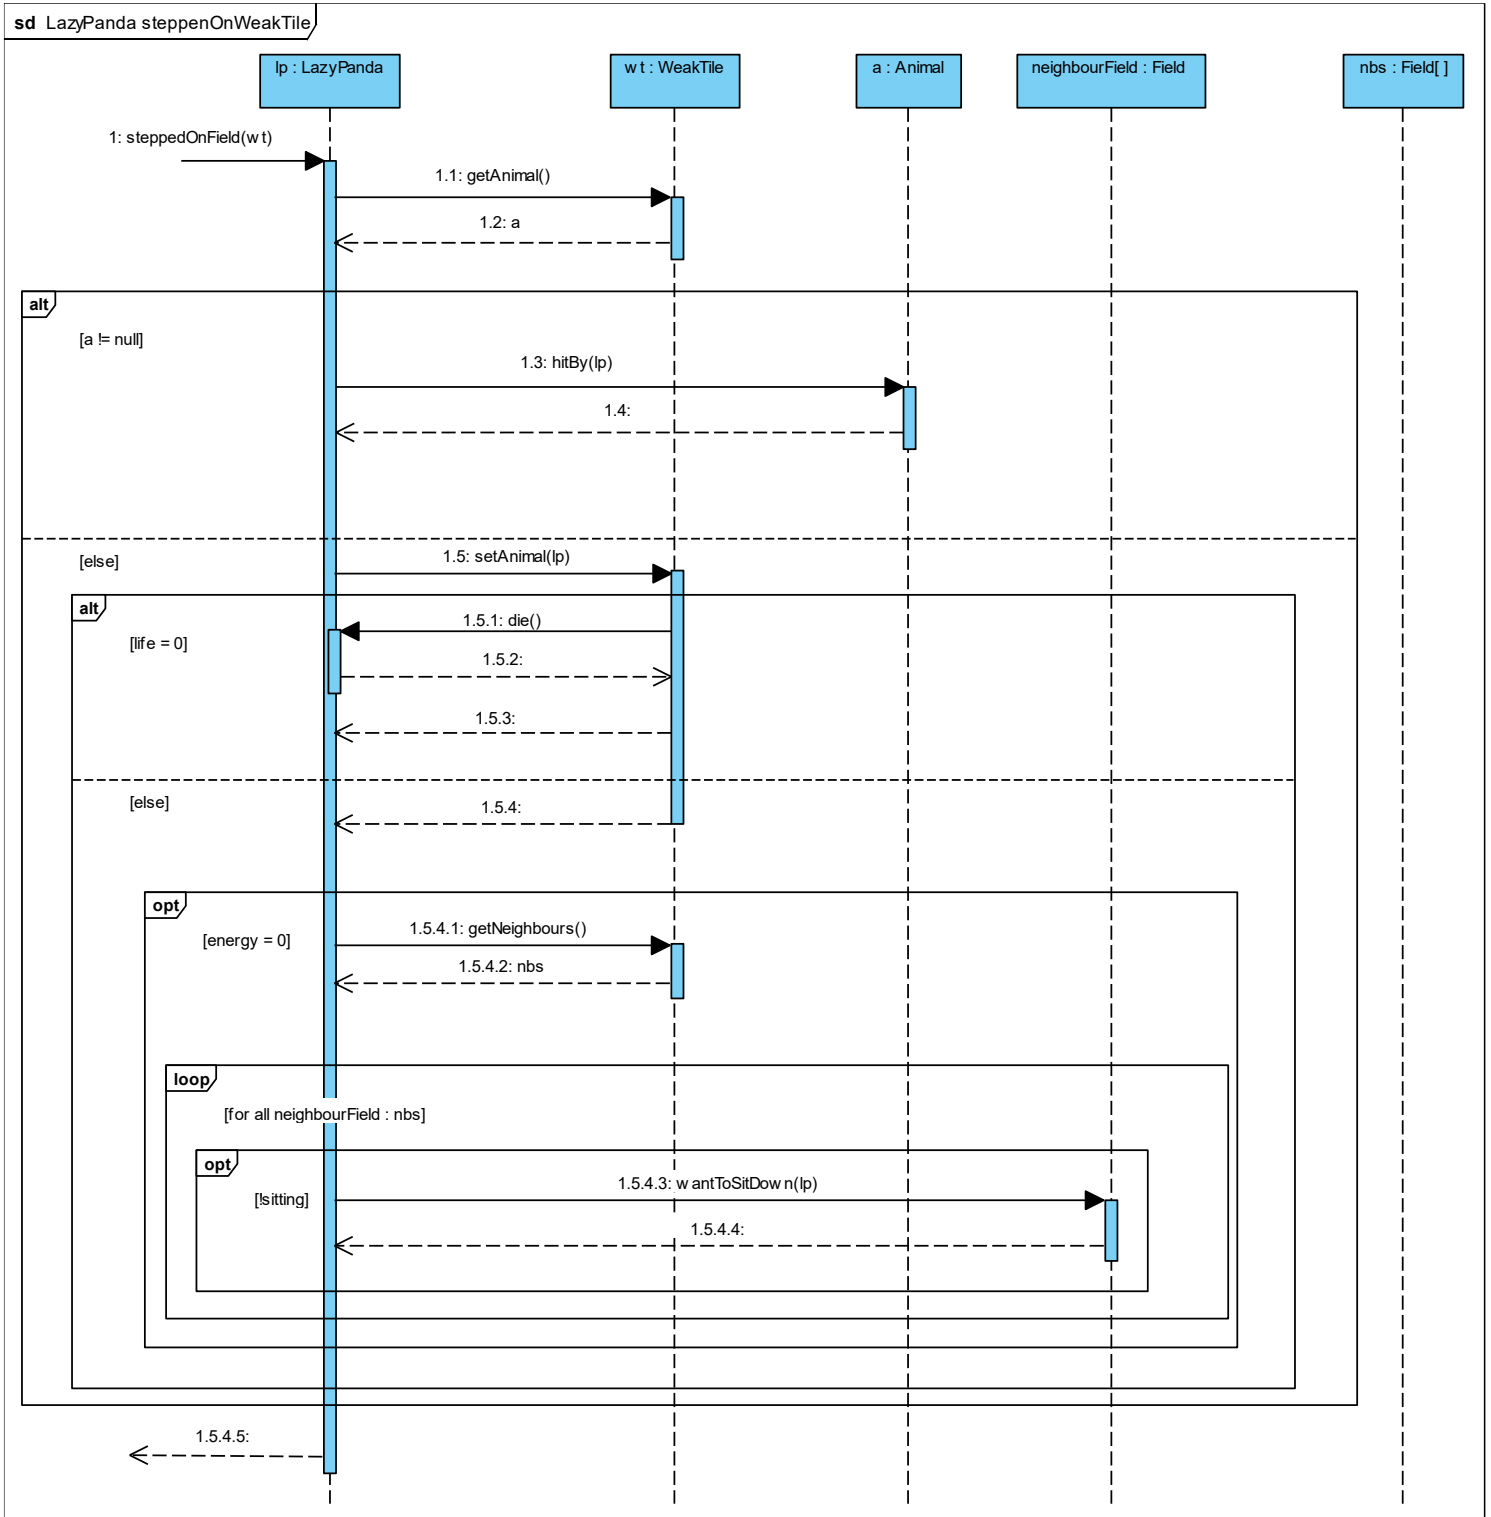 sd LazyPanda steppenOnWeakTile
lp : LazyPanda
wt : WeakTile
a : Animal
neighbourField : Field
nbs : Field[ ]
1: steppedOnField(wt)
1.1: getAnimal()
1.2: a
alt
[a != null]
1.3: hitBy(lp)
1.4:
[else]
1.5: setAnimal(lp)
alt
[life = 0]
1.5.1: die()
1.5.2:
1.5.3:
[else]
1.5.4:
opt
[energy = 0]
1.5.4.1: getNeighbours()
1.5.4.2: nbs
loop
[for all neighbourField : nbs]
opt
[!sitting]
1.5.4.3: wantToSitDown(lp)
1.5.4.4:
1.5.4.5: